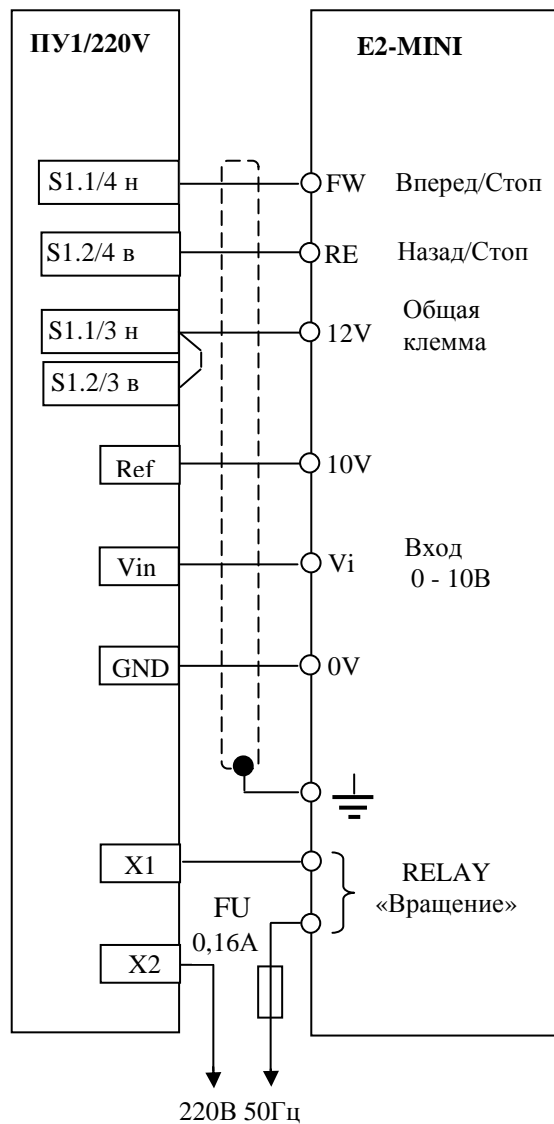 ПУ1/220V
E2-MINI
S1.1/4 н
FW
Вперед/Стоп
S1.2/4 в
RE
Назад/Стоп
S1.1/3 н
12V
Общая
клемма
S1.2/3 в
Ref
10V
Vin
Vi
Вход
0 - 10В
GND
0V
X1
RELAY
«Вращение»
FU
0,16А
X2
220В 50Гц